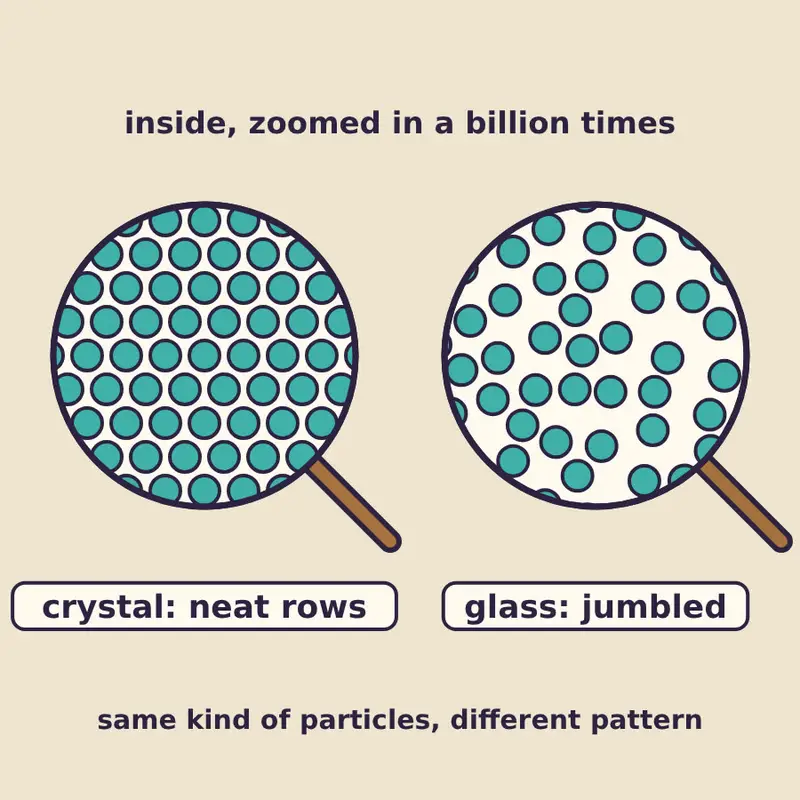 inside, zoomed in a billion times
crystal: neat rows
glass: jumbled
same kind of particles, different pattern